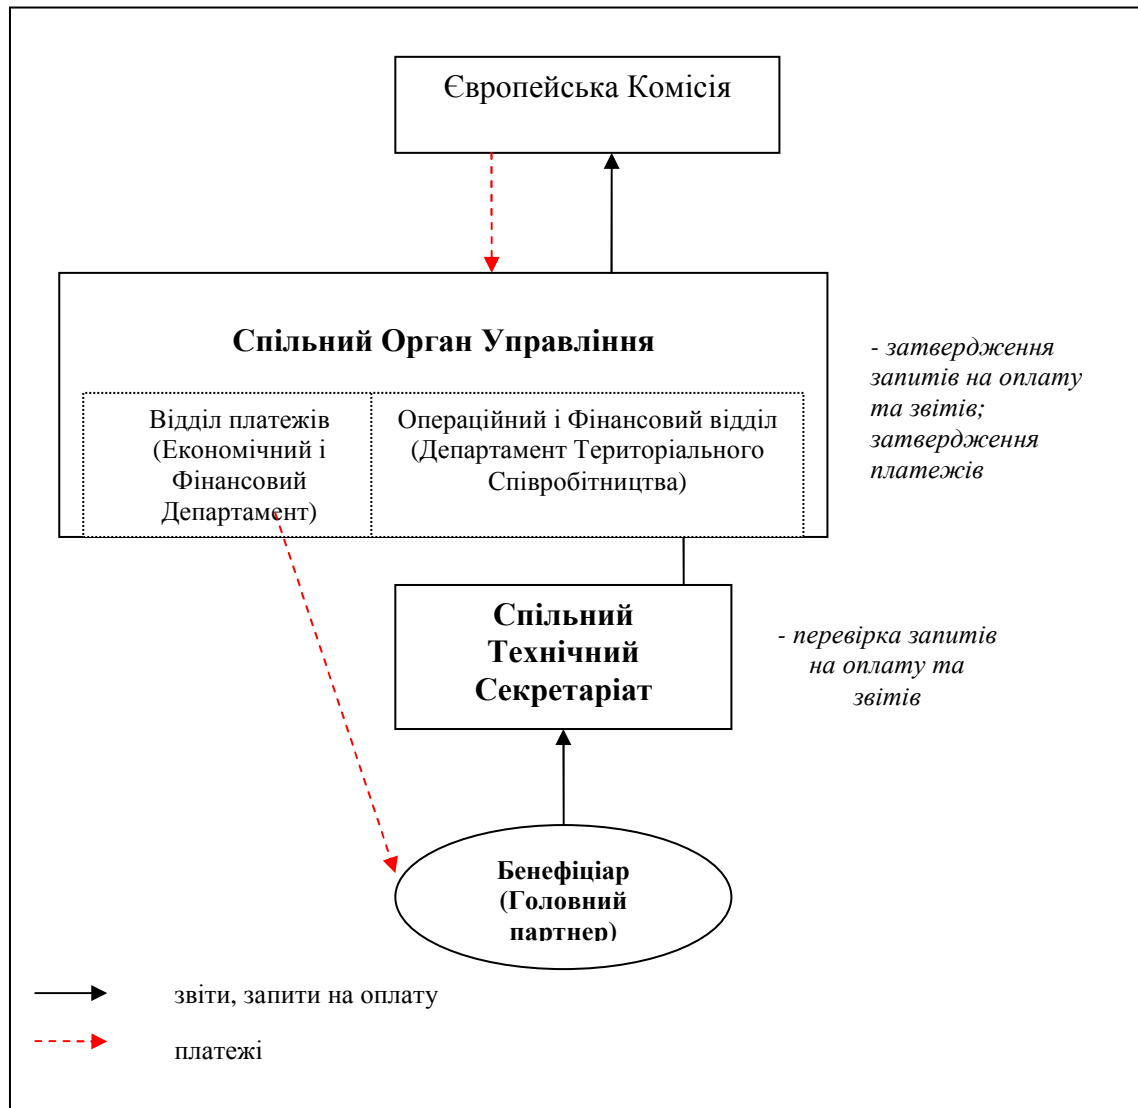 Європейська Комісія
Спільний Орган Управління
- затвердження
запитів на оплату
та звітів;
затвердження
платежів
Відділ платежів
(Економічний і
Фінансовий
Департамент)
Операційний і Фінансовий відділ
(Департамент Територіального
Співробітництва)
Спільний
Технічний
Секретаріат
- перевірка запитів
на оплату та
звітів
Бенефіціар
(Головний
партнер)
звіти, запити на оплату
платежі